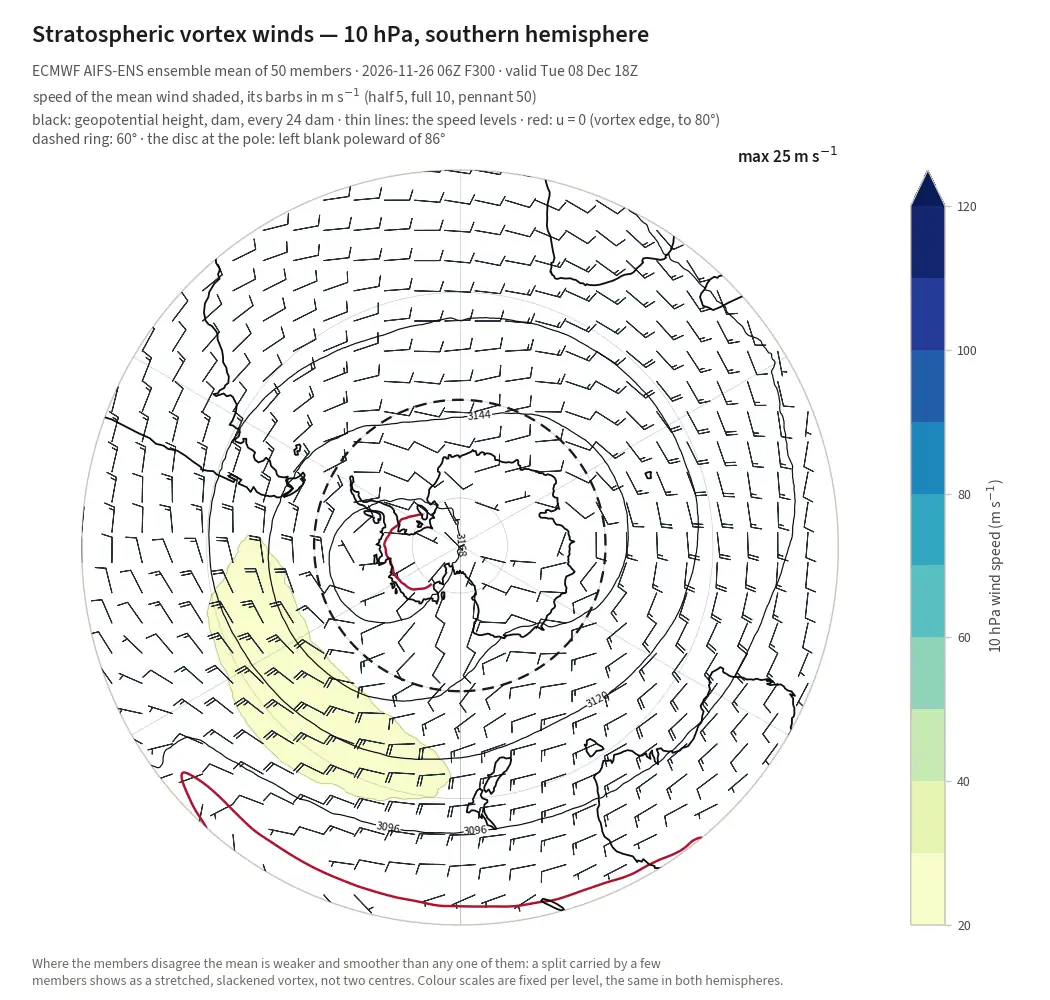 Stratospheric vortex winds — 10 hPa, southern hemisphere
ECMWF AIFS-ENS ensemble mean of 50 members · 2026-11-26 06Z F300 · valid Tue 08 Dec 18Z
speed of the mean wind shaded, its barbs in m s⁻¹ (half 5, full 10, pennant 50)
black: geopotential height, dam, every 24 dam · thin lines: the speed levels · red: u = 0 (vortex edge, to 80°)
dashed ring: 60° · the disc at the pole: left blank poleward of 86°
max 25 m s⁻¹
120
100
80
60
40
20
10 hPa wind speed (m s⁻¹)
3144
3168
3120
3096
3096
Where the members disagree the mean is weaker and smoother than any one of them: a split carried by a few
members shows as a stretched, slackened vortex, not two centres. Colour scales are fixed per level, the same in both hemispheres.